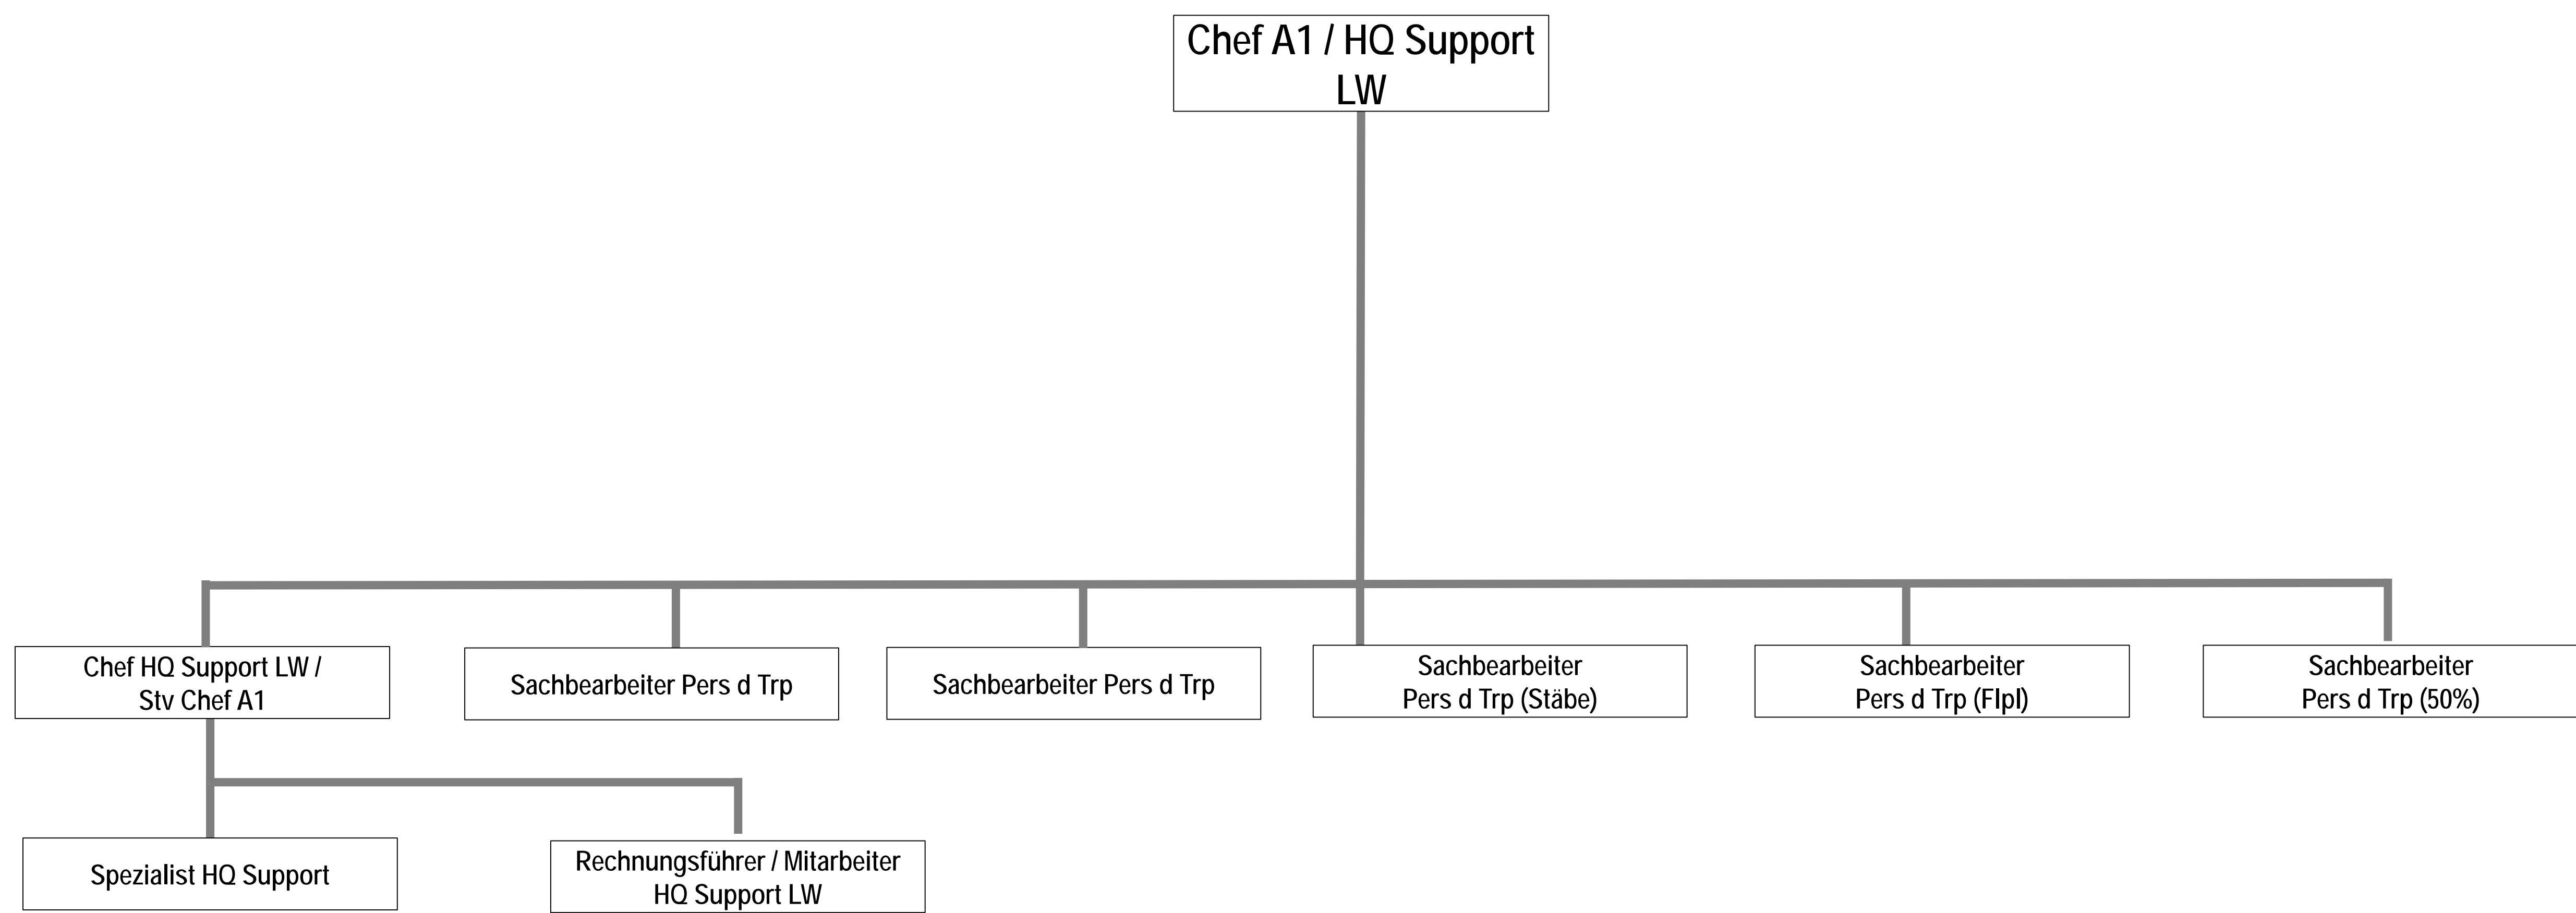 Chef A1 / HQ Support
LW
Chef HQ Support LW /
Stv Chef A1
Sachbearbeiter Pers d Trp
Sachbearbeiter Pers d Trp
Sachbearbeiter
Pers d Trp (Stäbe)
Sachbearbeiter
Pers d Trp (Flpl)
Sachbearbeiter
Pers d Trp (50%)
Spezialist HQ Support
Rechnungsführer / Mitarbeiter
HQ Support LW